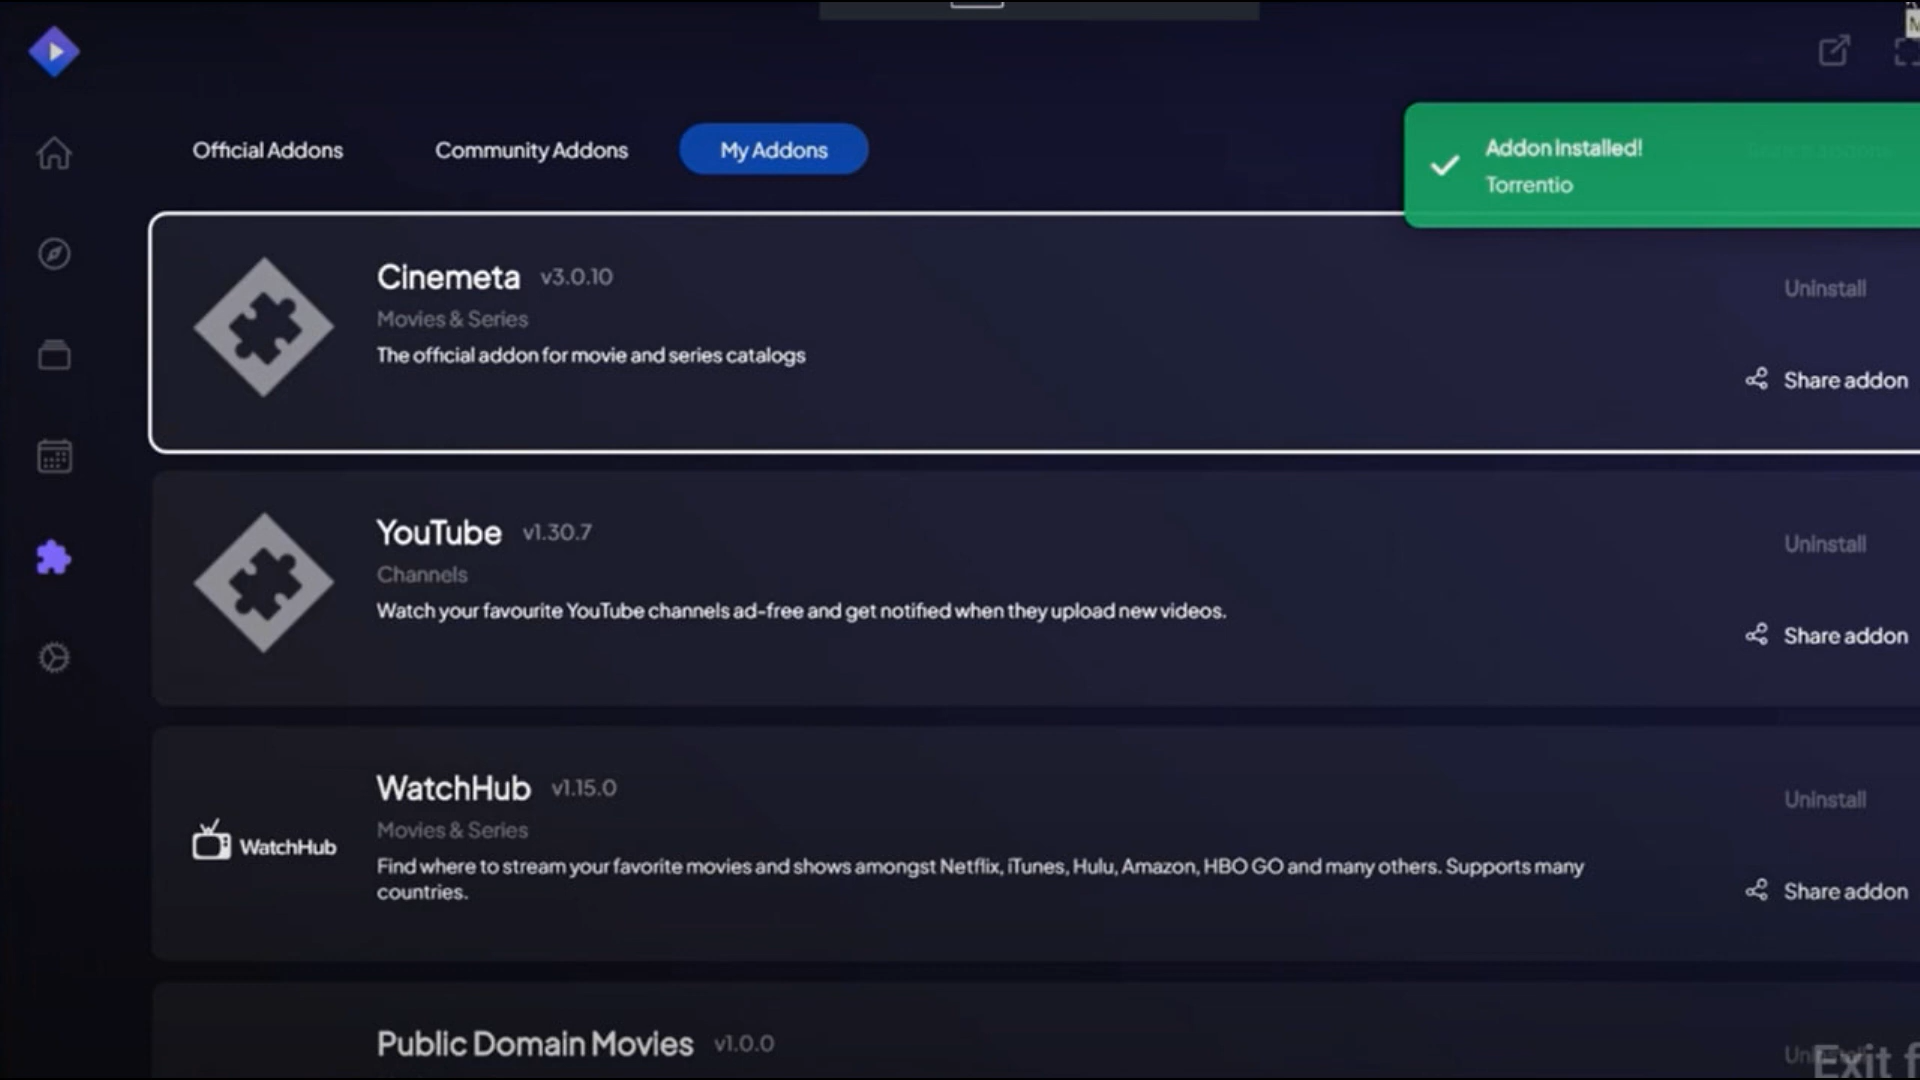 Official Addons
Community Addons
My Addons
Addon installed!
Torrentio
Cinemeta v3.0.10
Movies & Series
The official addon for movie and series catalogs
Uninstall
Share addon
YouTube v1.30.7
Channels
Watch your favourite YouTube channels ad-free and get notified when they upload new videos.
Uninstall
Share addon
WatchHub
WatchHub v1.15.0
Movies & Series
Find where to stream your favorite movies and shows amongst Netflix, iTunes, Hulu, Amazon, HBO GO and many others. Supports many
countries.
Uninstall
Share addon
Public Domain Movies v1.0.0
Exit f